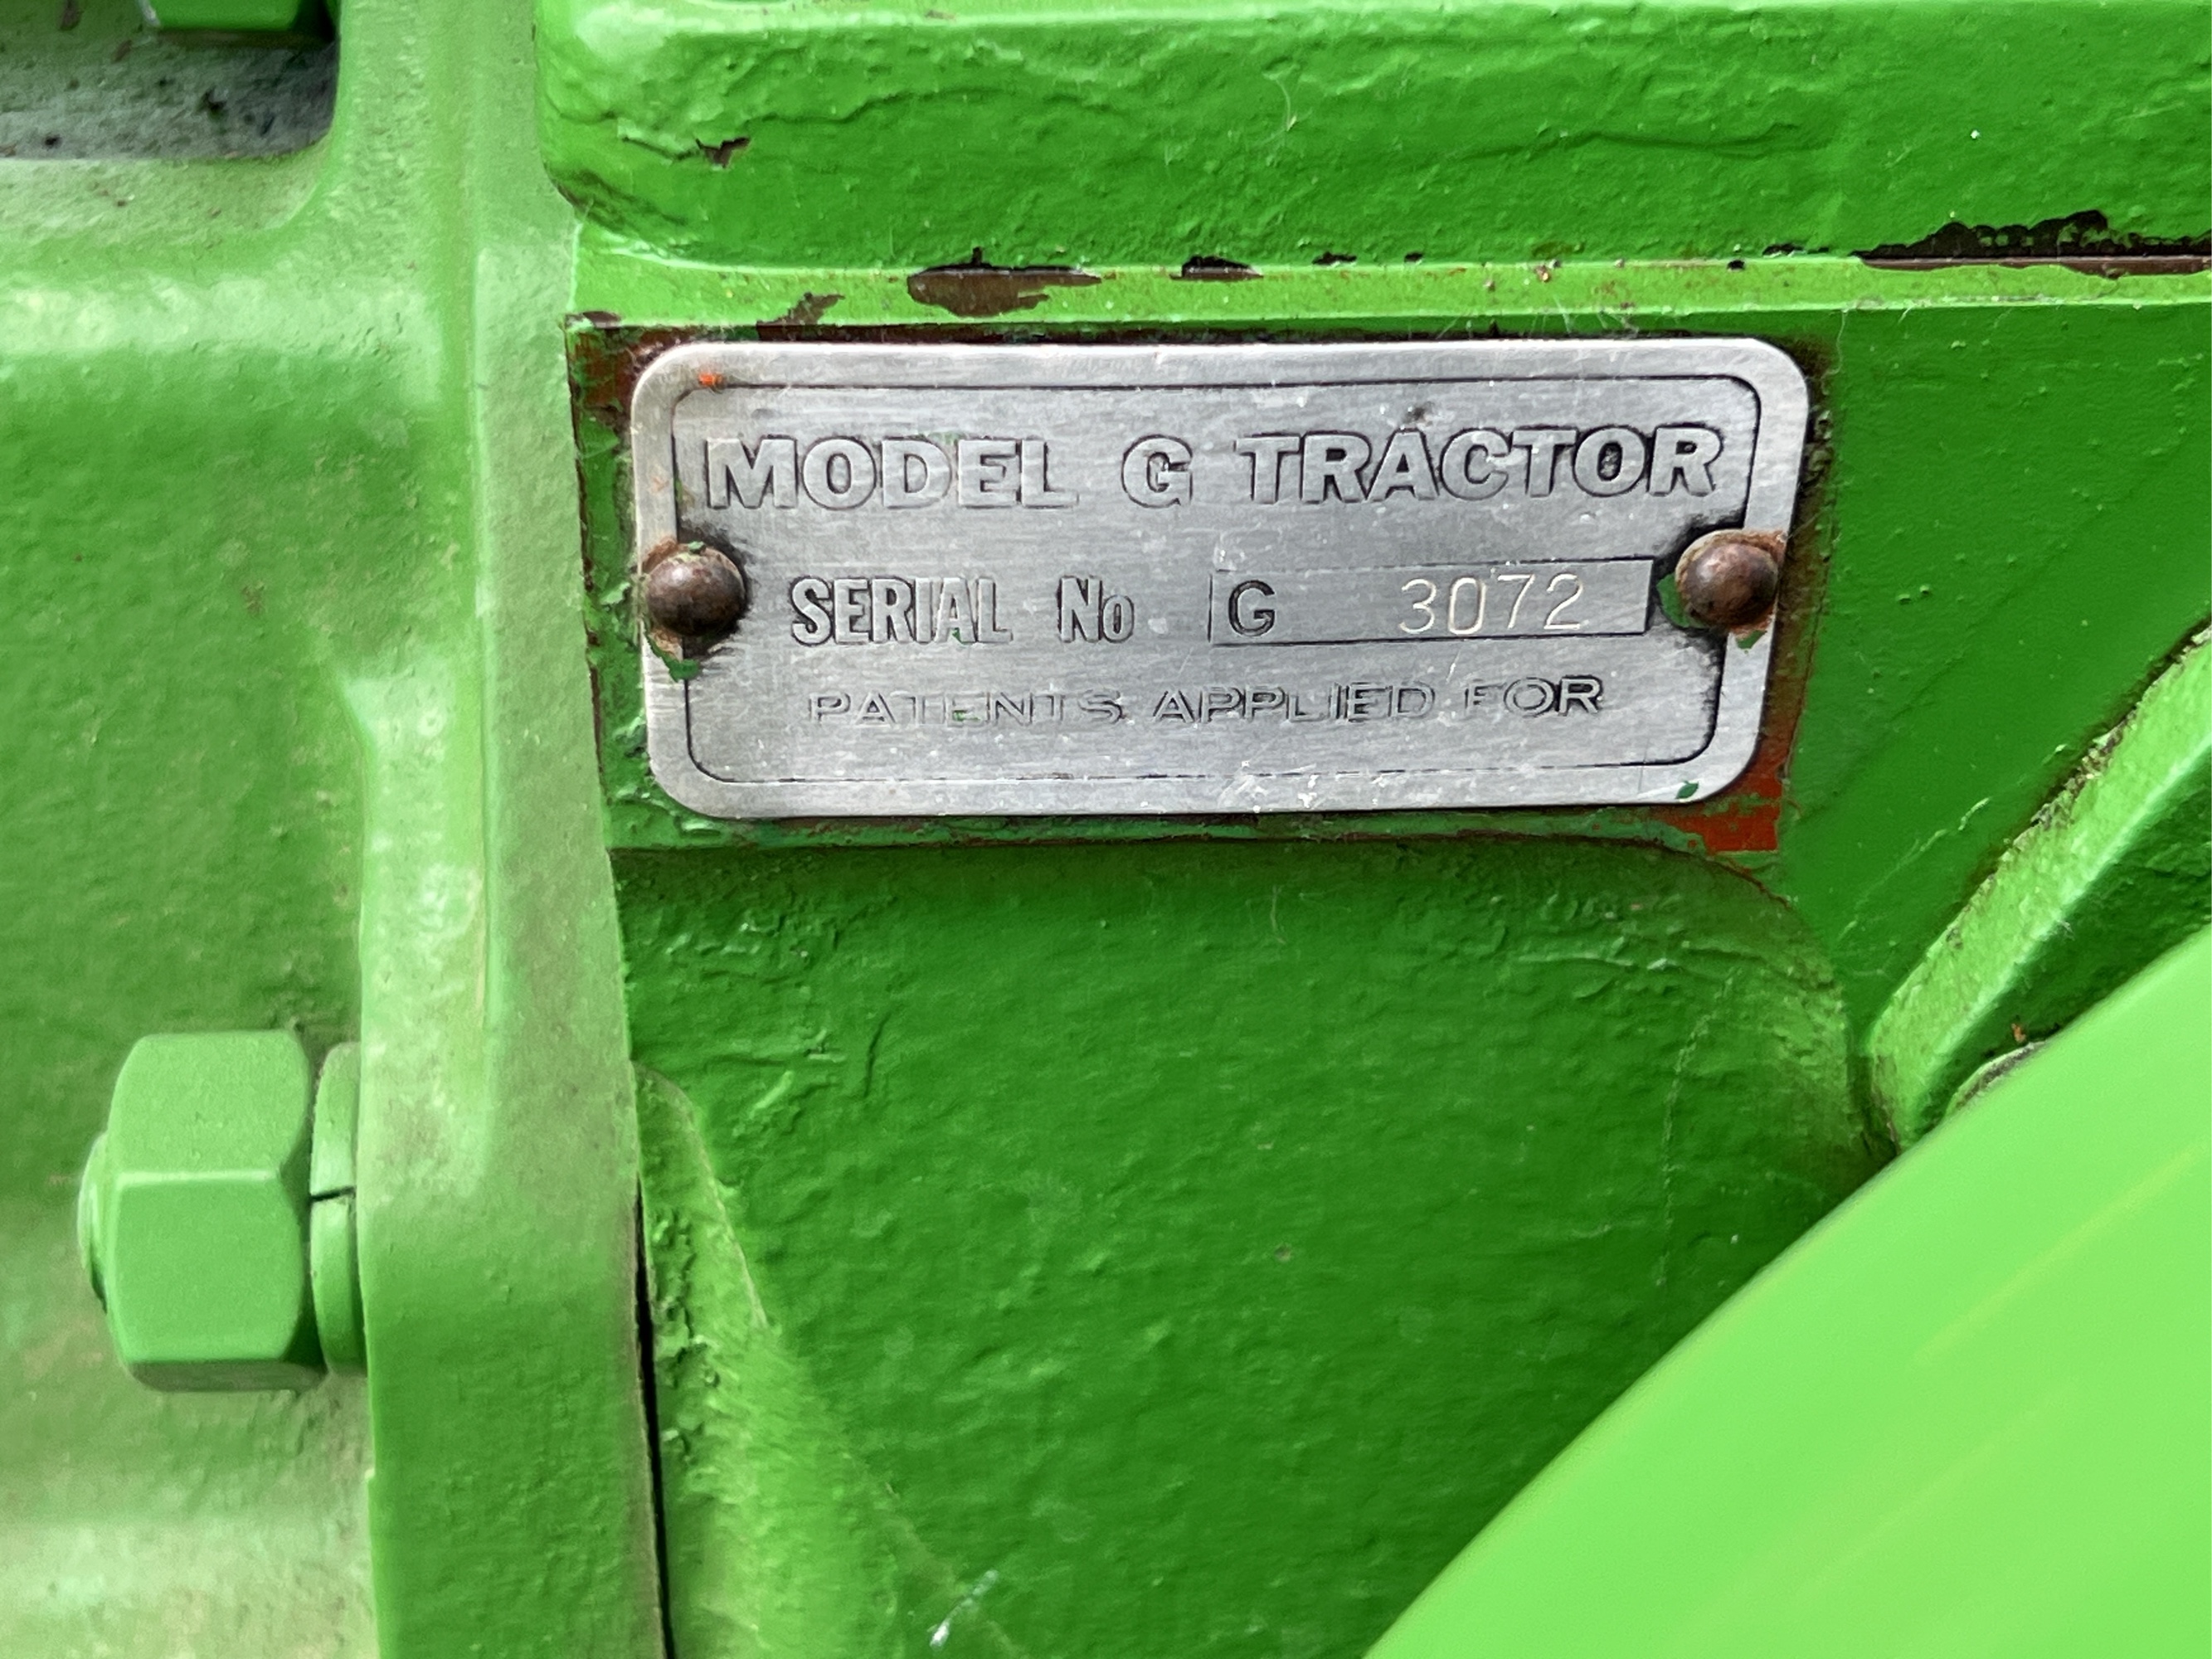 MODEL G TRACTOR
SERIAL No G 3072
PATENTS APPLIED FOR